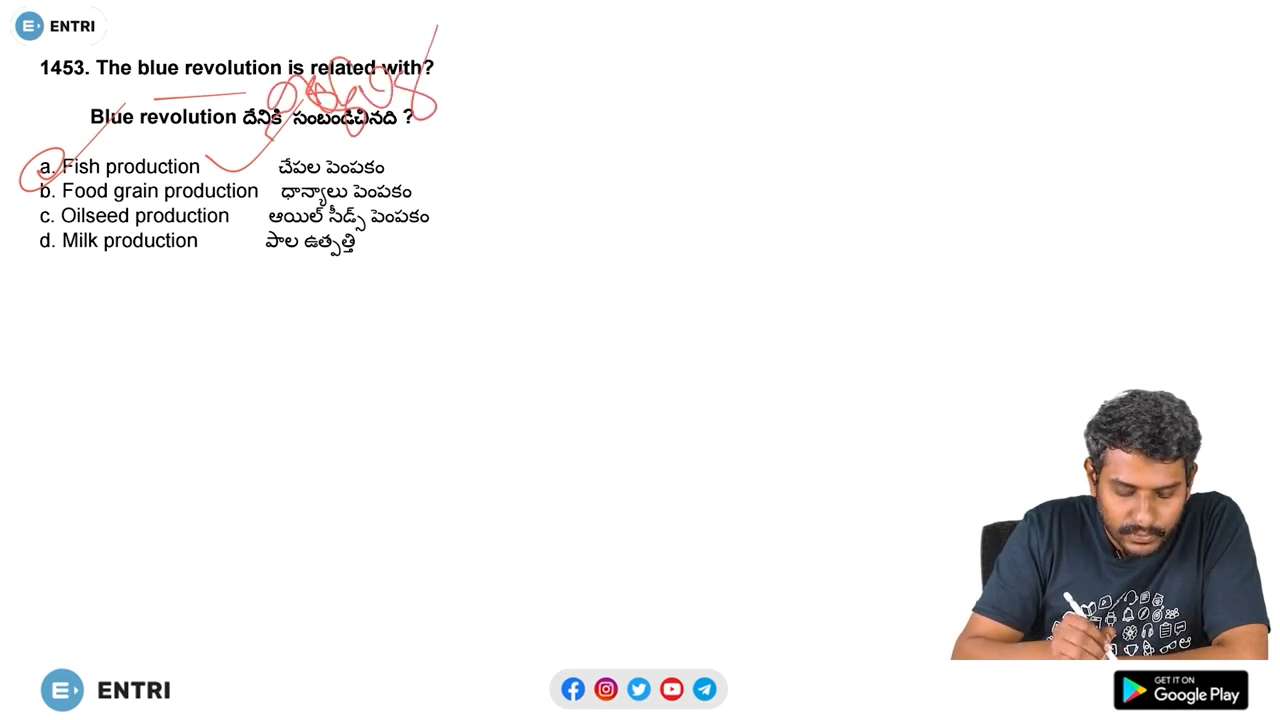 ENTRI
1453. The blue revolution is related with?
Blue revolution దేనికి సంబండించినది ?
a. Fish production చేపల పెంపకం
b. Food grain production ధాన్యాలు పెంపకం
c. Oilseed production ఆయిల్ సీడ్స్ పెంపకం
d. Milk production పాల ఉత్పత్తి
ENTRI
GET IT ON
Google Play